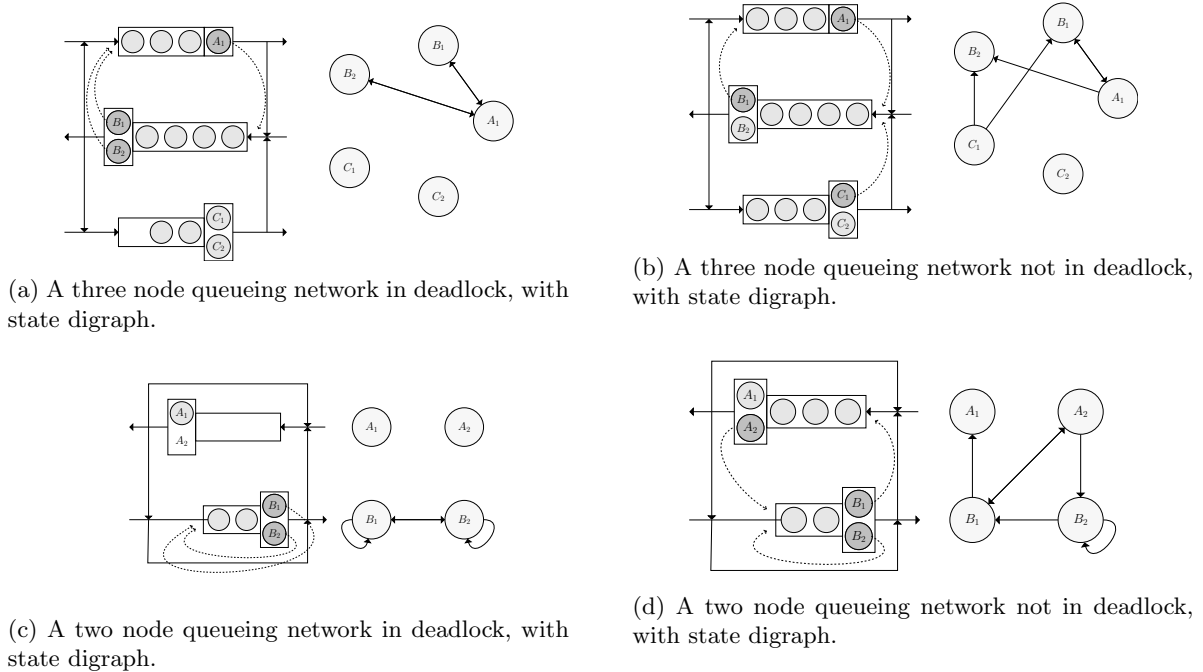 A₁
B₁
B₂
C₁
C₂
B₁
B₂
A₁
C₁
C₂
(a) A three node queueing network in deadlock, with
state digraph.
A₁
B₁
B₂
C₁
C₂
B₁
B₂
A₁
C₁
C₂
(b) A three node queueing network not in deadlock,
with state digraph.
A₁
A₂
B₁
B₂
A₁
A₂
B₁
B₂
(c) A two node queueing network in deadlock, with
state digraph.
A₁
A₂
B₁
B₂
A₁
A₂
B₁
B₂
(d) A two node queueing network not in deadlock,
with state digraph.